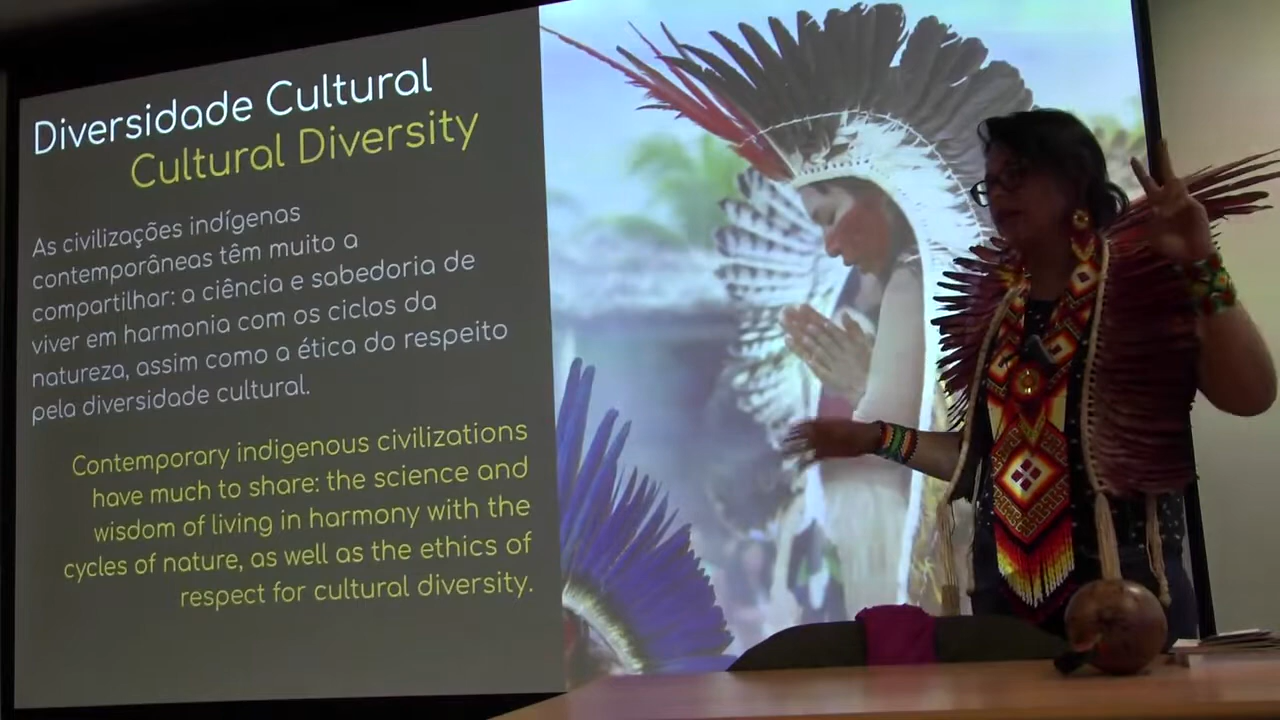 Diversidade Cultural
Cultural Diversity
As civilizações indígenas
contemporâneas têm muito a
compartilhar: a ciência e sabedoria de
viver em harmonia com os ciclos da
natureza, assim como a ética do respeito
pela diversidade cultural.
Contemporary indigenous civilizations
have much to share: the science and
wisdom of living in harmony with the
cycles of nature, as well as the ethics of
respect for cultural diversity.